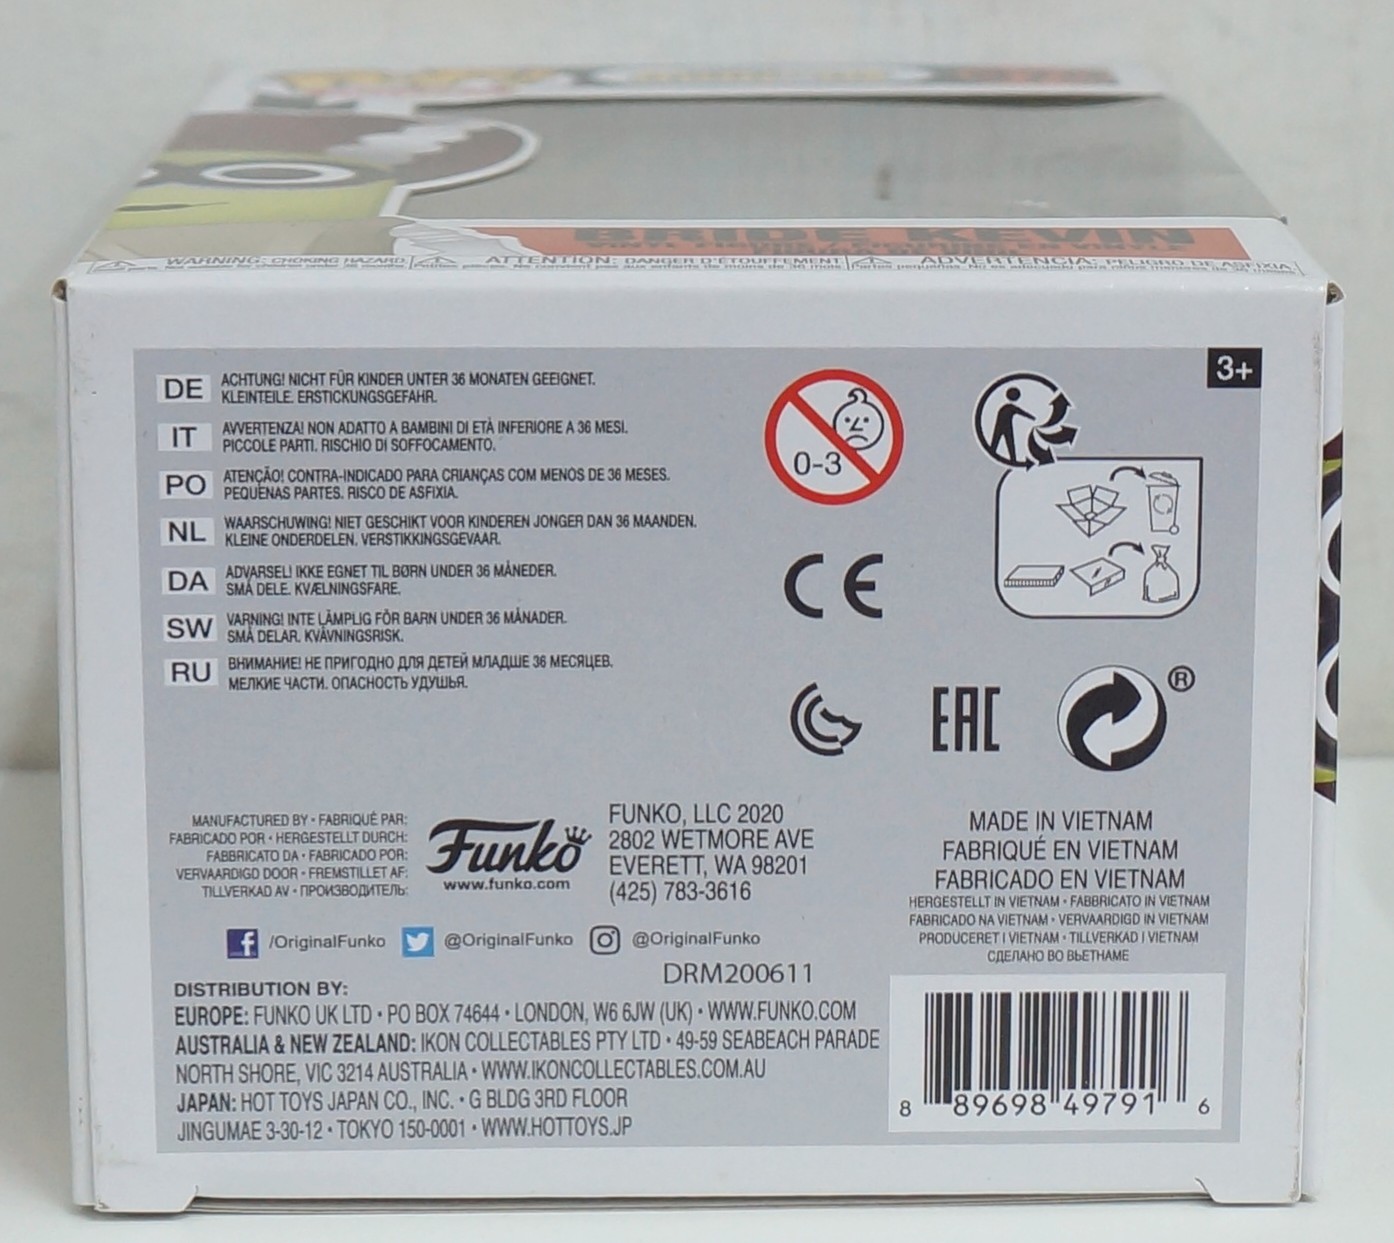 BRIDE KEVIN
WARNING: CHOKING HAZARD.
ATTENTION: DANGER D'ÉTOUFFEMENT
ADVERTENCIA: PELIGRO DE ASFIXIA
3+
DE ACHTUNG! NICHT FÜR KINDER UNTER 36 MONATEN GEEIGNET.
KLEINTEILE. ERSTICKUNGSGEFAHR.
IT AVVERTENZA! NON ADATTO A BAMBINI DI ETÀ INFERIORE A 36 MESI.
PICCOLE PARTI. RISCHIO DI SOFFOCAMENTO.
PO ATENÇÃO! CONTRA-INDICADO PARA CRIANÇAS COM MENOS DE 36 MESES.
PEQUENAS PARTES. RISCO DE ASFIXIA.
NL WAARSCHUWING! NIET GESCHIKT VOOR KINDEREN JONGER DAN 36 MAANDEN.
KLEINE ONDERDELEN. VERSTIKKINGSGEVAAR.
DA ADVARSEL! IKKE EGNET TIL BØRN UNDER 36 MÅNEDER.
SMÅ DELE. KVÆLNINGSFARE.
SW VARNING! INTE LÄMPLIG FÖR BARN UNDER 36 MÅNADER.
SMÅ DELAR. KVÄVNINGSRISK.
RU ВНИМАНИЕ! НЕ ПРИГОДНО ДЛЯ ДЕТЕЙ МЛАДШЕ 36 МЕСЯЦЕВ.
МЕЛКИЕ ЧАСТИ. ОПАСНОСТЬ УДУШЬЯ.
0-3
CE
EAC
®
MANUFACTURED BY • FABRIQUÉ PAR:
FABRICADO POR • HERGESTELLT DURCH:
FABBRICATO DA • FABRICADO POR:
VERVAARDIGD DOOR • FREMSTILLET AF:
TILLVERKAD AV • ПРОИЗВОДИТЕЛЬ:
Funko
www.funko.com
FUNKO, LLC 2020
2802 WETMORE AVE
EVERETT, WA 98201
(425) 783-3616
MADE IN VIETNAM
FABRIQUÉ EN VIETNAM
FABRICADO EN VIETNAM
HERGESTELLT IN VIETNAM • FABBRICATO IN VIETNAM
FABRICADO NA VIETNAM • VERVAARDIGD IN VIETNAM
PRODUCERET I VIETNAM • TILLVERKAD I VIETNAM
СДЕЛАНО ВО ВЬЕТНАМЕ
f /OriginalFunko @OriginalFunko @OriginalFunko
DRM200611
DISTRIBUTION BY:
EUROPE: FUNKO UK LTD • PO BOX 74644 • LONDON, W6 6JW (UK) • WWW.FUNKO.COM
AUSTRALIA & NEW ZEALAND: IKON COLLECTABLES PTY LTD • 49-59 SEABEACH PARADE
NORTH SHORE, VIC 3214 AUSTRALIA • WWW.IKONCOLLECTABLES.COM.AU
JAPAN: HOT TOYS JAPAN CO., INC. • G BLDG 3RD FLOOR
JINGUMAE 3-30-12 • TOKYO 150-0001 • WWW.HOTTOYS.JP
8 89698 49791 6